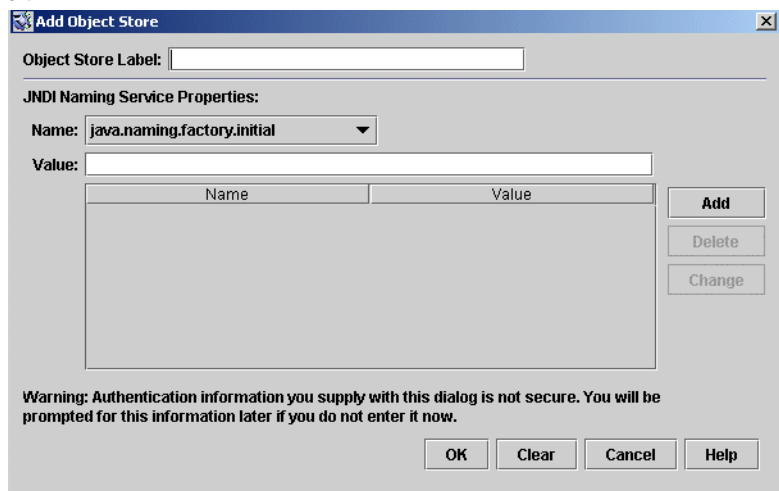 Add Object Store
Object Store Label:
JNDI Naming Service Properties:
Name: java.naming.factory.initial
Value:
Name Value
Add
Delete
Change
Warning: Authentication information you supply with this dialog is not secure. You will be
prompted for this information later if you do not enter it now.
OK Clear Cancel Help